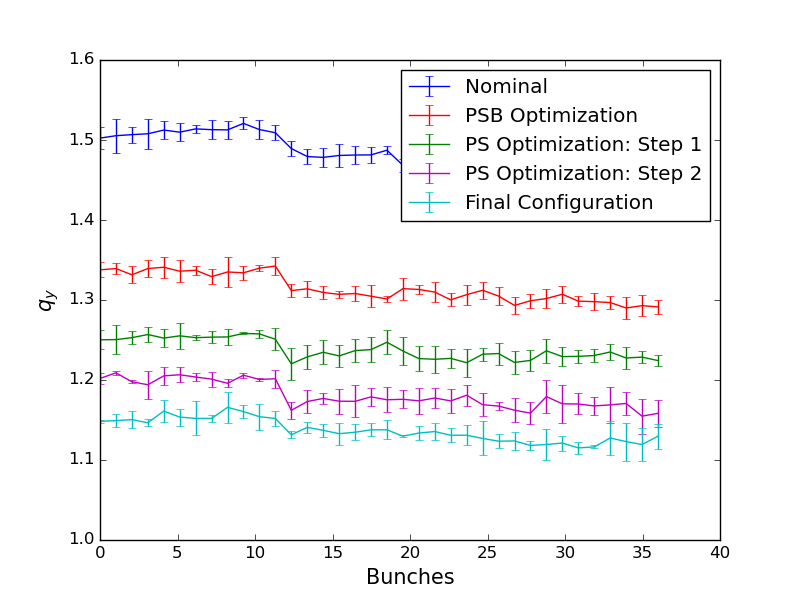 1.6
1.5
1.4
1.3
1.2
1.1
1.0
q_y
Nominal
PSB Optimization
PS Optimization: Step 1
PS Optimization: Step 2
Final Configuration
0 5 10 15 20 25 30 35 40
Bunches